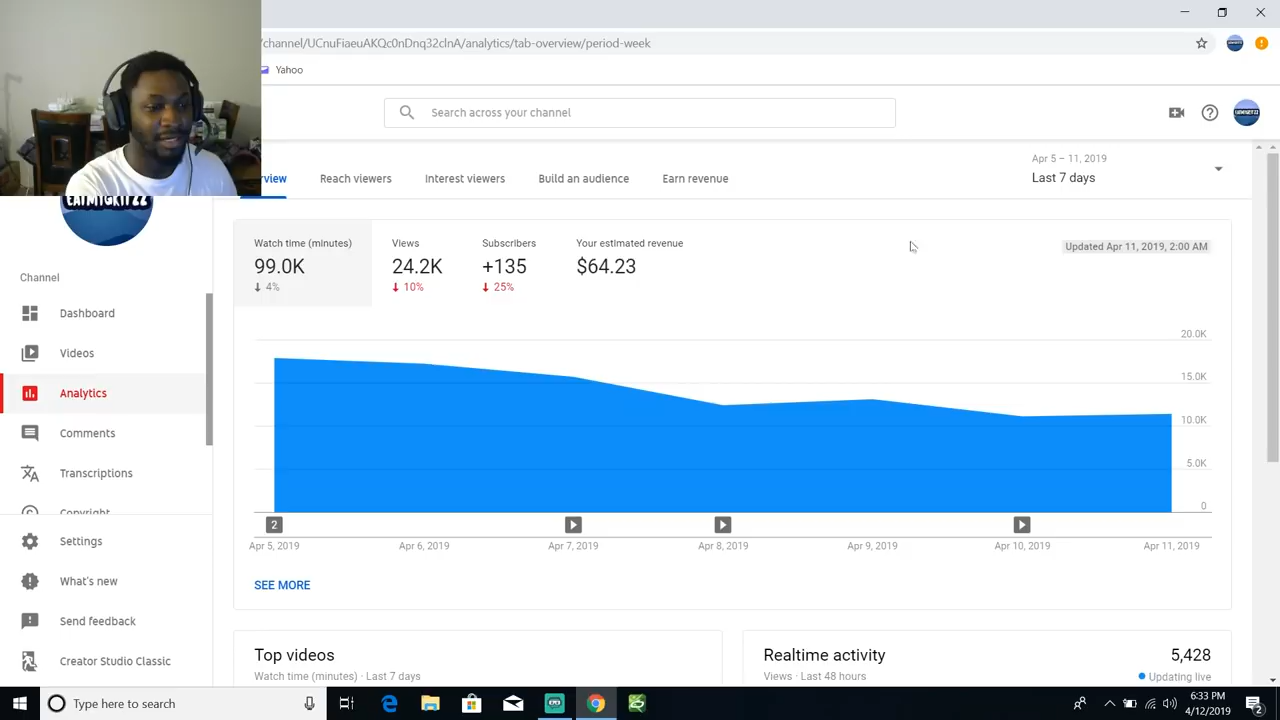 /channel/UCnuFiaeuAKQc0nDnq32clnA/analytics/tab-overview/period-week
Yahoo
Search across your channel
rview
Reach viewers
Interest viewers
Build an audience
Earn revenue
Apr 5 – 11, 2019
Last 7 days
EATMYGRITZZ
Channel
Dashboard
Videos
Analytics
Comments
Transcriptions
Copyright
Settings
What's new
Send feedback
Creator Studio Classic
Watch time (minutes)
99.0K
4%
Views
24.2K
10%
Subscribers
+135
25%
Your estimated revenue
$64.23
Updated Apr 11, 2019, 2:00 AM
20.0K
15.0K
10.0K
5.0K
0
2
Apr 5, 2019
Apr 6, 2019
Apr 7, 2019
Apr 8, 2019
Apr 9, 2019
Apr 10, 2019
Apr 11, 2019
SEE MORE
Top videos
Watch time (minutes) · Last 7 days
Realtime activity
5,428
Views · Last 48 hours
Updating live
Type here to search
6:33 PM
4/12/2019
2